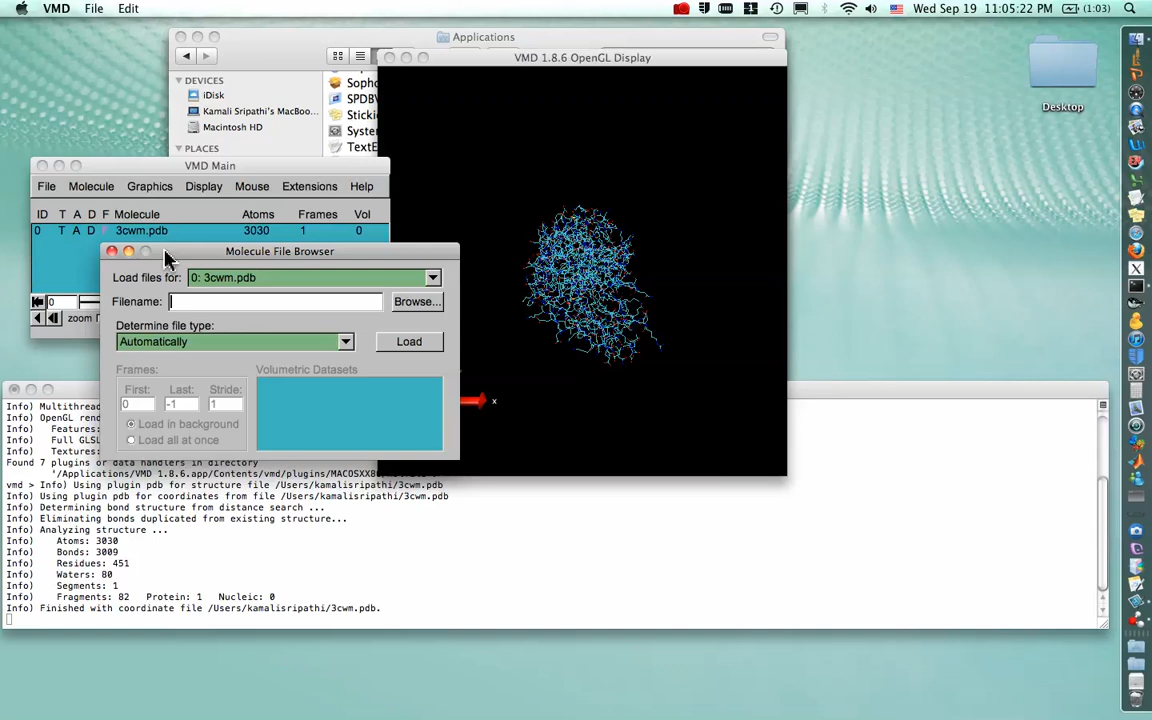 VMD File Edit Wed Sep 19 11:05:22 PM (1:03)
Applications
DEVICES
iDisk
Kamali Sripathi's MacBoo...
Macintosh HD
PLACES
Sopho
SPDBV
Stickie
Syster
TextE
Desktop
VMD 1.8.6 OpenGL Display
x
VMD Main
File Molecule Graphics Display Mouse Extensions Help
ID T A D F Molecule Atoms Frames Vol
0 T A D F 3cwm.pdb 3030 1 0
0
zoom
Molecule File Browser
Load files for: 0: 3cwm.pdb
Filename: Browse...
Determine file type:
Automatically Load
Frames: Volumetric Datasets
First: Last: Stride:
0 -1 1
Load in background
Load all at once
Info) Multithread
Info) OpenGL rend
Info) Features:
Info) Full GLSL
Info) Textures:
Found 7 plugins or data handlers in directory
'/Applications/VMD 1.8.6.app/Contents/vmd/plugins/MACOSXX86
vmd > Info) Using plugin pdb for structure file /Users/kamalisripathi/3cwm.pdb
Info) Using plugin pdb for coordinates from file /Users/kamalisripathi/3cwm.pdb
Info) Determining bond structure from distance search ...
Info) Eliminating bonds duplicated from existing structure...
Info) Analyzing structure ...
Info) Atoms: 3030
Info) Bonds: 3009
Info) Residues: 451
Info) Waters: 80
Info) Segments: 1
Info) Fragments: 82 Protein: 1 Nucleic: 0
Info) Finished with coordinate file /Users/kamalisripathi/3cwm.pdb.